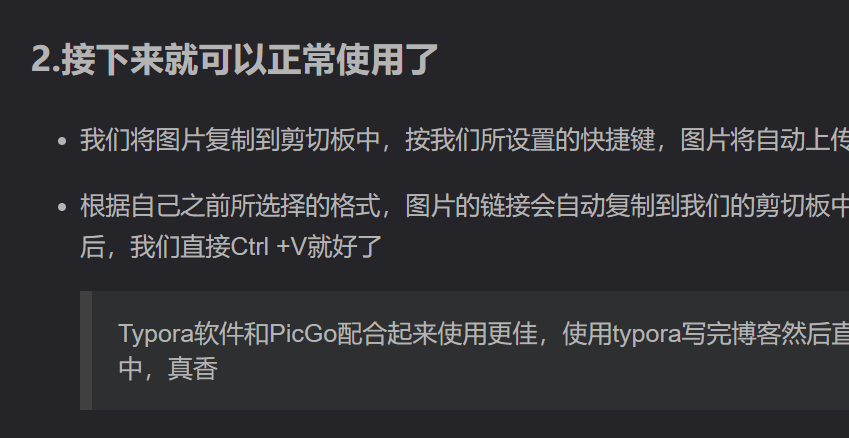 2.接下来就可以正常使用了
我们将图片复制到剪切板中，按我们所设置的快捷键，图片将自动上传
根据自己之前所选择的格式，图片的链接会自动复制到我们的剪切板中
后，我们直接Ctrl +V就好了
Typora软件和PicGo配合起来使用更佳，使用typora写完博客然后直
中，真香